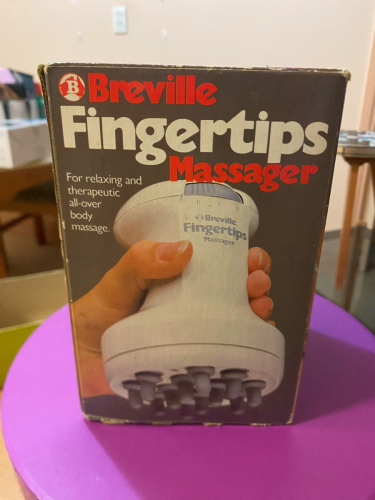 B Breville
Fingertips
Massager
For relaxing and
therapeutic
all-over
body
massage.
Breville
Fingertips
Massager